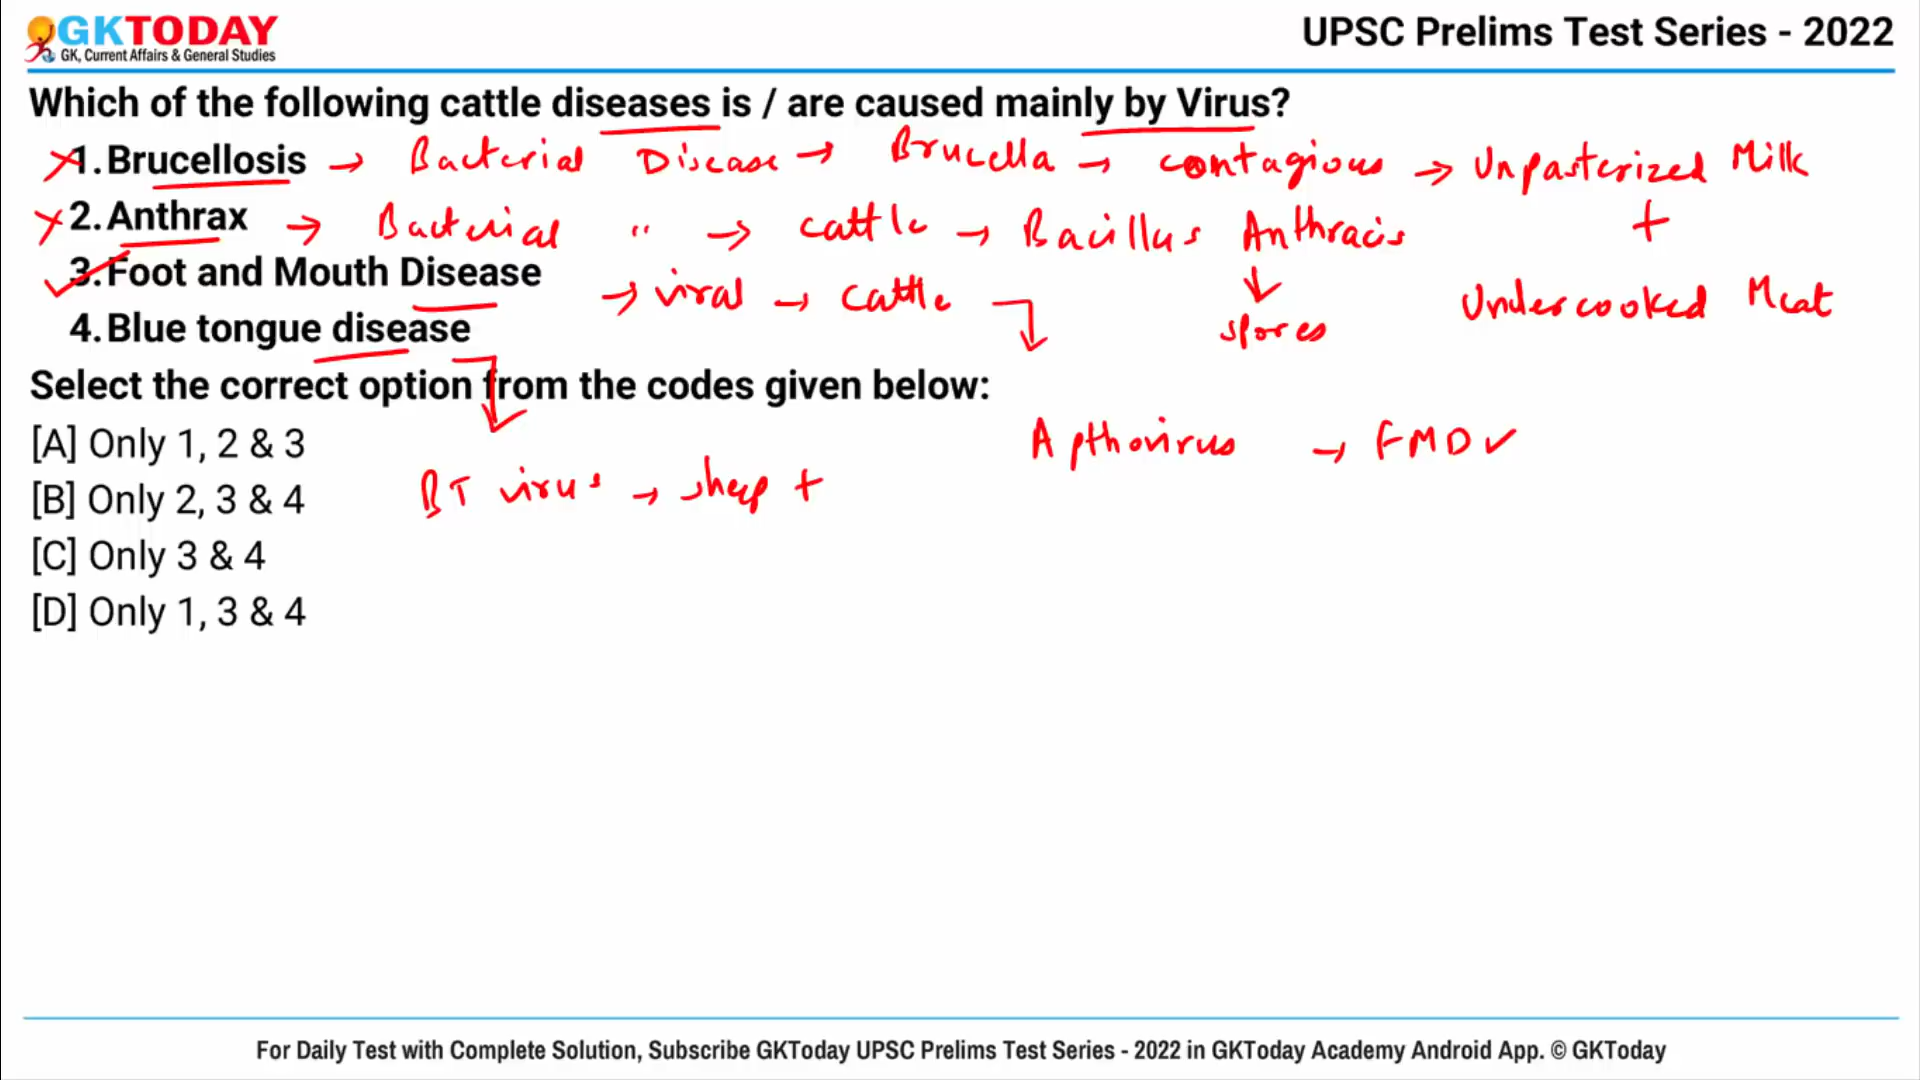 GKTODAY
GK, Current Affairs & General Studies
UPSC Prelims Test Series - 2022
Which of the following cattle diseases is / are caused mainly by Virus?
1. Brucellosis → Bacterial Disease → Brucella → contagious → Unpasterized Milk
+
2. Anthrax → Bacterial " → cattle → Bacillus Anthracis
↓
spores
Undercooked Meat
3. Foot and Mouth Disease → viral → cattle
4. Blue tongue disease
Select the correct option from the codes given below:
[A] Only 1, 2 & 3
Apthovirus → FMD ✓
[B] Only 2, 3 & 4
BT virus → sheep +
[C] Only 3 & 4
[D] Only 1, 3 & 4
For Daily Test with Complete Solution, Subscribe GKToday UPSC Prelims Test Series - 2022 in GKToday Academy Android App. © GKToday